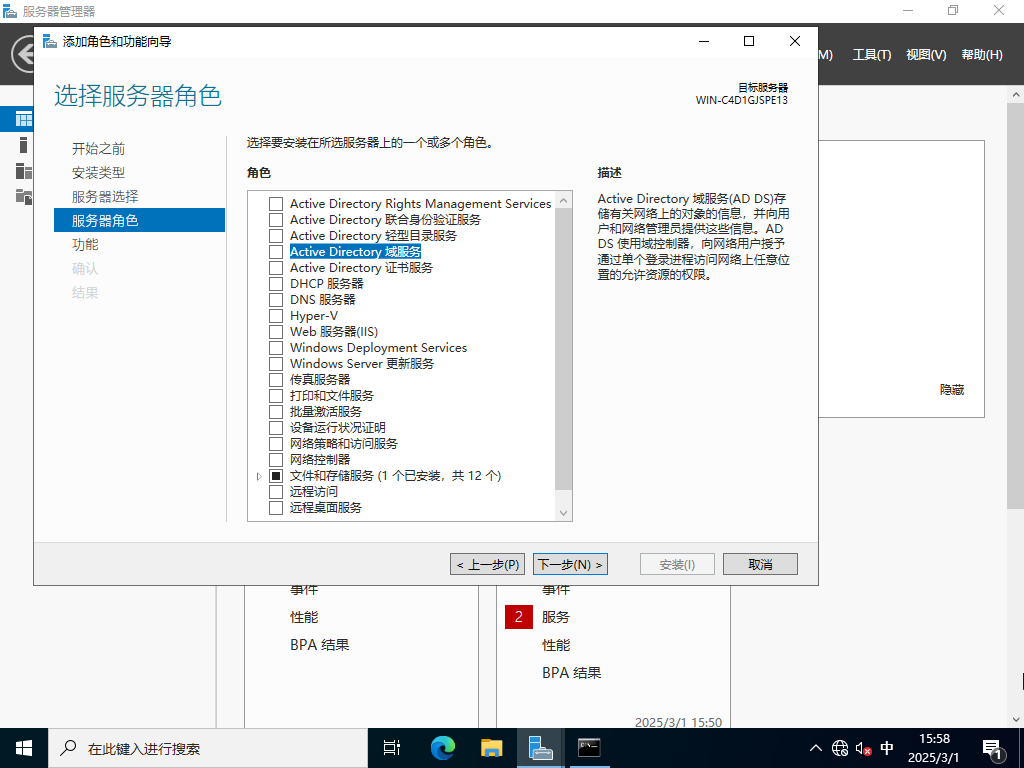 服务器管理器
添加角色和功能向导
M)
工具(T)
视图(V)
帮助(H)
选择服务器角色
目标服务器
WIN-C4D1GJSPE13
开始之前
安装类型
服务器选择
服务器角色
功能
确认
结果
选择要安装在所选服务器上的一个或多个角色。
角色
Active Directory Rights Management Services
Active Directory 联合身份验证服务
Active Directory 轻型目录服务
Active Directory 域服务
Active Directory 证书服务
DHCP 服务器
DNS 服务器
Hyper-V
Web 服务器(IIS)
Windows Deployment Services
Windows Server 更新服务
传真服务器
打印和文件服务
批量激活服务
设备运行状况证明
网络策略和访问服务
网络控制器
文件和存储服务 (1 个已安装，共 12 个)
远程访问
远程桌面服务
描述
Active Directory 域服务(AD DS)存
储有关网络上的对象的信息，并向用
户和网络管理员提供这些信息。AD
DS 使用域控制器，向网络用户授予
通过单个登录进程访问网络上任意位
置的允许资源的权限。
隐藏
< 上一步(P)
下一步(N) >
安装(I)
取消
事件
性能
BPA 结果
事件
2 服务
性能
BPA 结果
2025/3/1 15:50
在此键入进行搜索
中
15:58
2025/3/1
1